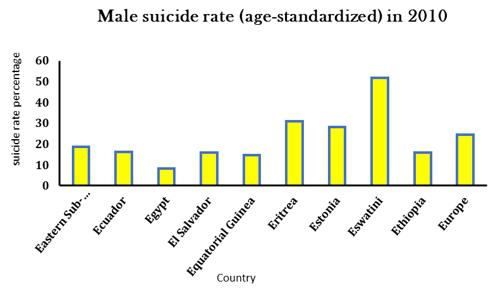 Male suicide rate (age-standardized) in 2010
suicide rate percentage
60
50
40
30
20
10
0
Eastern Sub-...
Ecuador
Egypt
El Salvador
Equatorial Guinea
Eritrea
Estonia
Eswatini
Ethiopia
Europe
Country